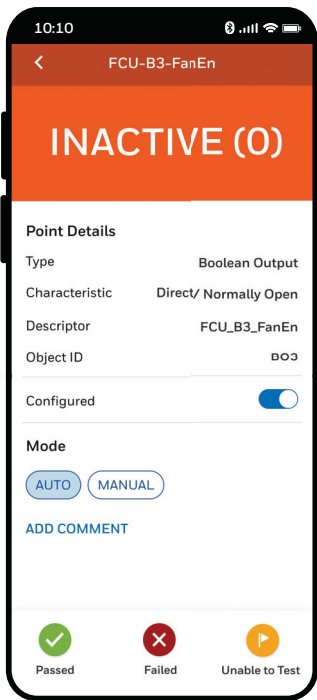 10:10
FCU-B3-FanEn
INACTIVE (0)
Point Details
Type Boolean Output
Characteristic Direct/ Normally Open
Descriptor FCU_B3_FanEn
Object ID BO3
Configured
Mode
AUTO MANUAL
ADD COMMENT
Passed Failed Unable to Test